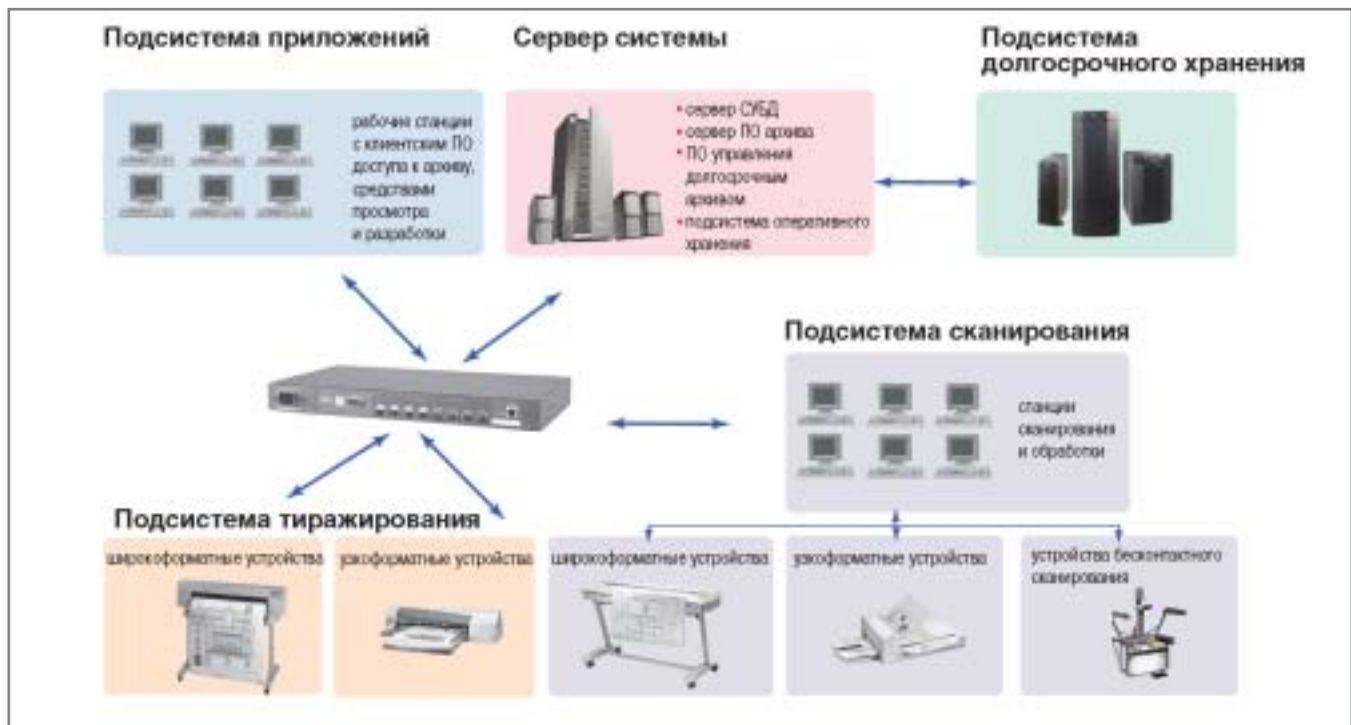 Подсистема приложений
Сервер системы
Подсистема
долгосрочного хранения
рабочие станции
с клиентским ПО
доступа к архиву,
средствами
просмотра
и разработки
• сервер СУБД
• сервер ПО архива
• ПО управления
долгосрочным
архивом
• подсистема оперативного
хранения
Подсистема сканирования
станции
сканирования
и обработки
Подсистема тиражирования
широкоформатные устройства
узкоформатные устройства
широкоформатные устройства
узкоформатные устройства
устройства бесконтактного
сканирования